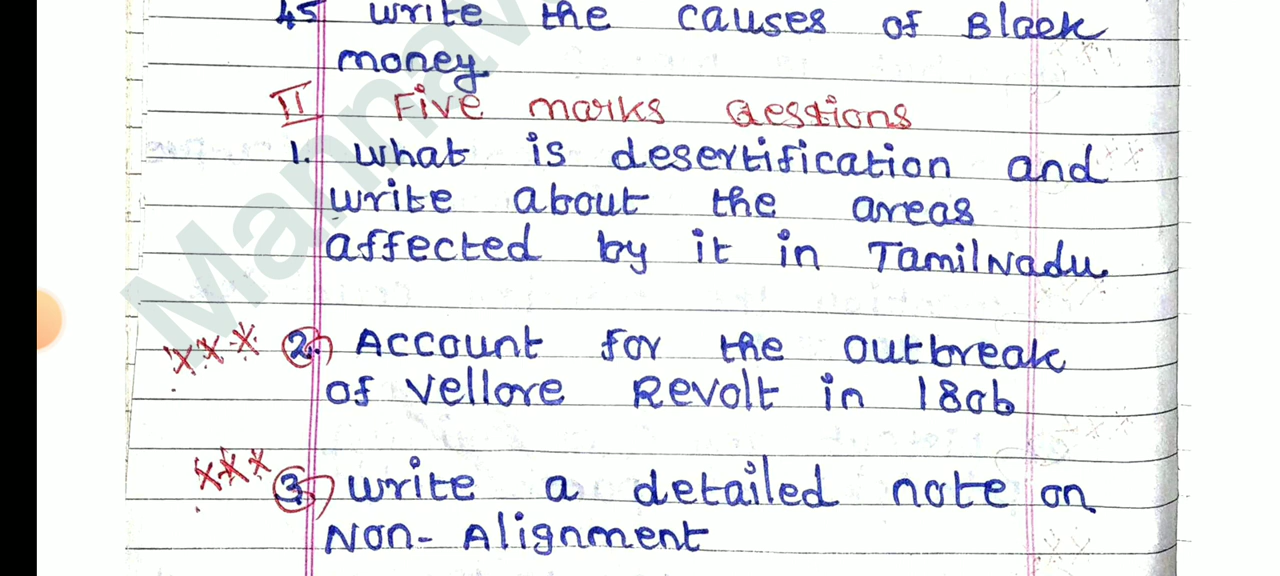 45 write the causes of Black
money
II Five marks Qestions
1. what is desertification and
write about the areas
affected by it in TamilNadu.
xxx 2. Account for the outbreak
of Vellore Revolt in 1806
xxx 3. write a detailed note on
Non-Alignment